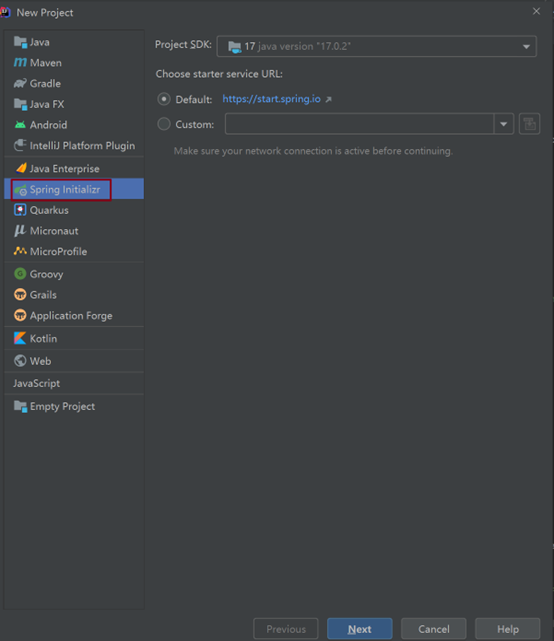 New Project
Java
Maven
Gradle
Java FX
Android
IntelliJ Platform Plugin
Java Enterprise
Spring Initializr
Quarkus
Micronaut
MicroProfile
Groovy
Grails
Application Forge
Kotlin
Web
JavaScript
Empty Project
Project SDK: 17 java version "17.0.2"
Choose starter service URL:
Default: https://start.spring.io
Custom:
Make sure your network connection is active before continuing.
Previous Next Cancel Help